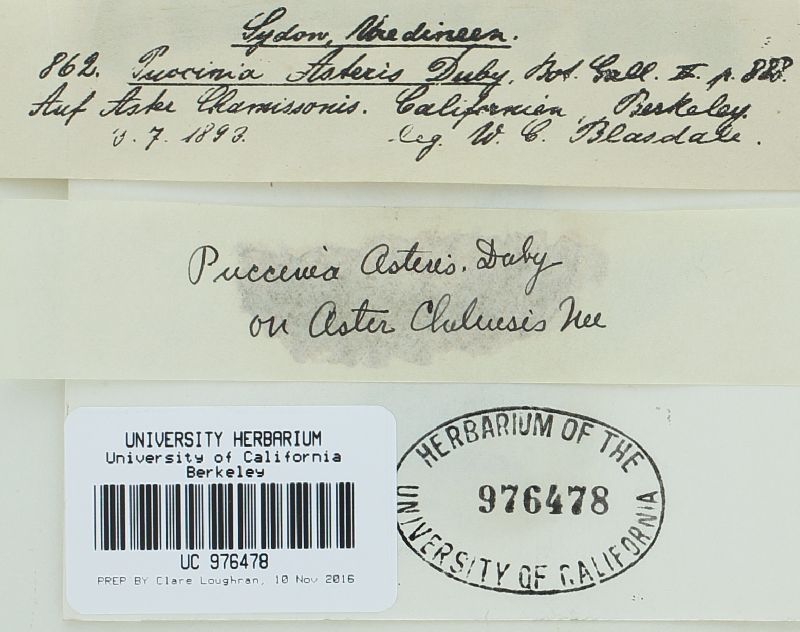 Sydow, Uredineen.
862. Puccinia Asteris Duby, Bot. Gall. II p. 888.
Auf Aster Chamissonis. Californien, Berkeley.
7. 1893. leg. W. C. Blasdale.
Puccinia Asteris. Duby
on Aster Chilensis Nee
UNIVERSITY HERBARIUM
University of California
Berkeley
UC 976478
PREP BY Clare Loughran, 10 Nov 2016
HERBARIUM OF THE
976478
UNIVERSITY OF CALIFORNIA